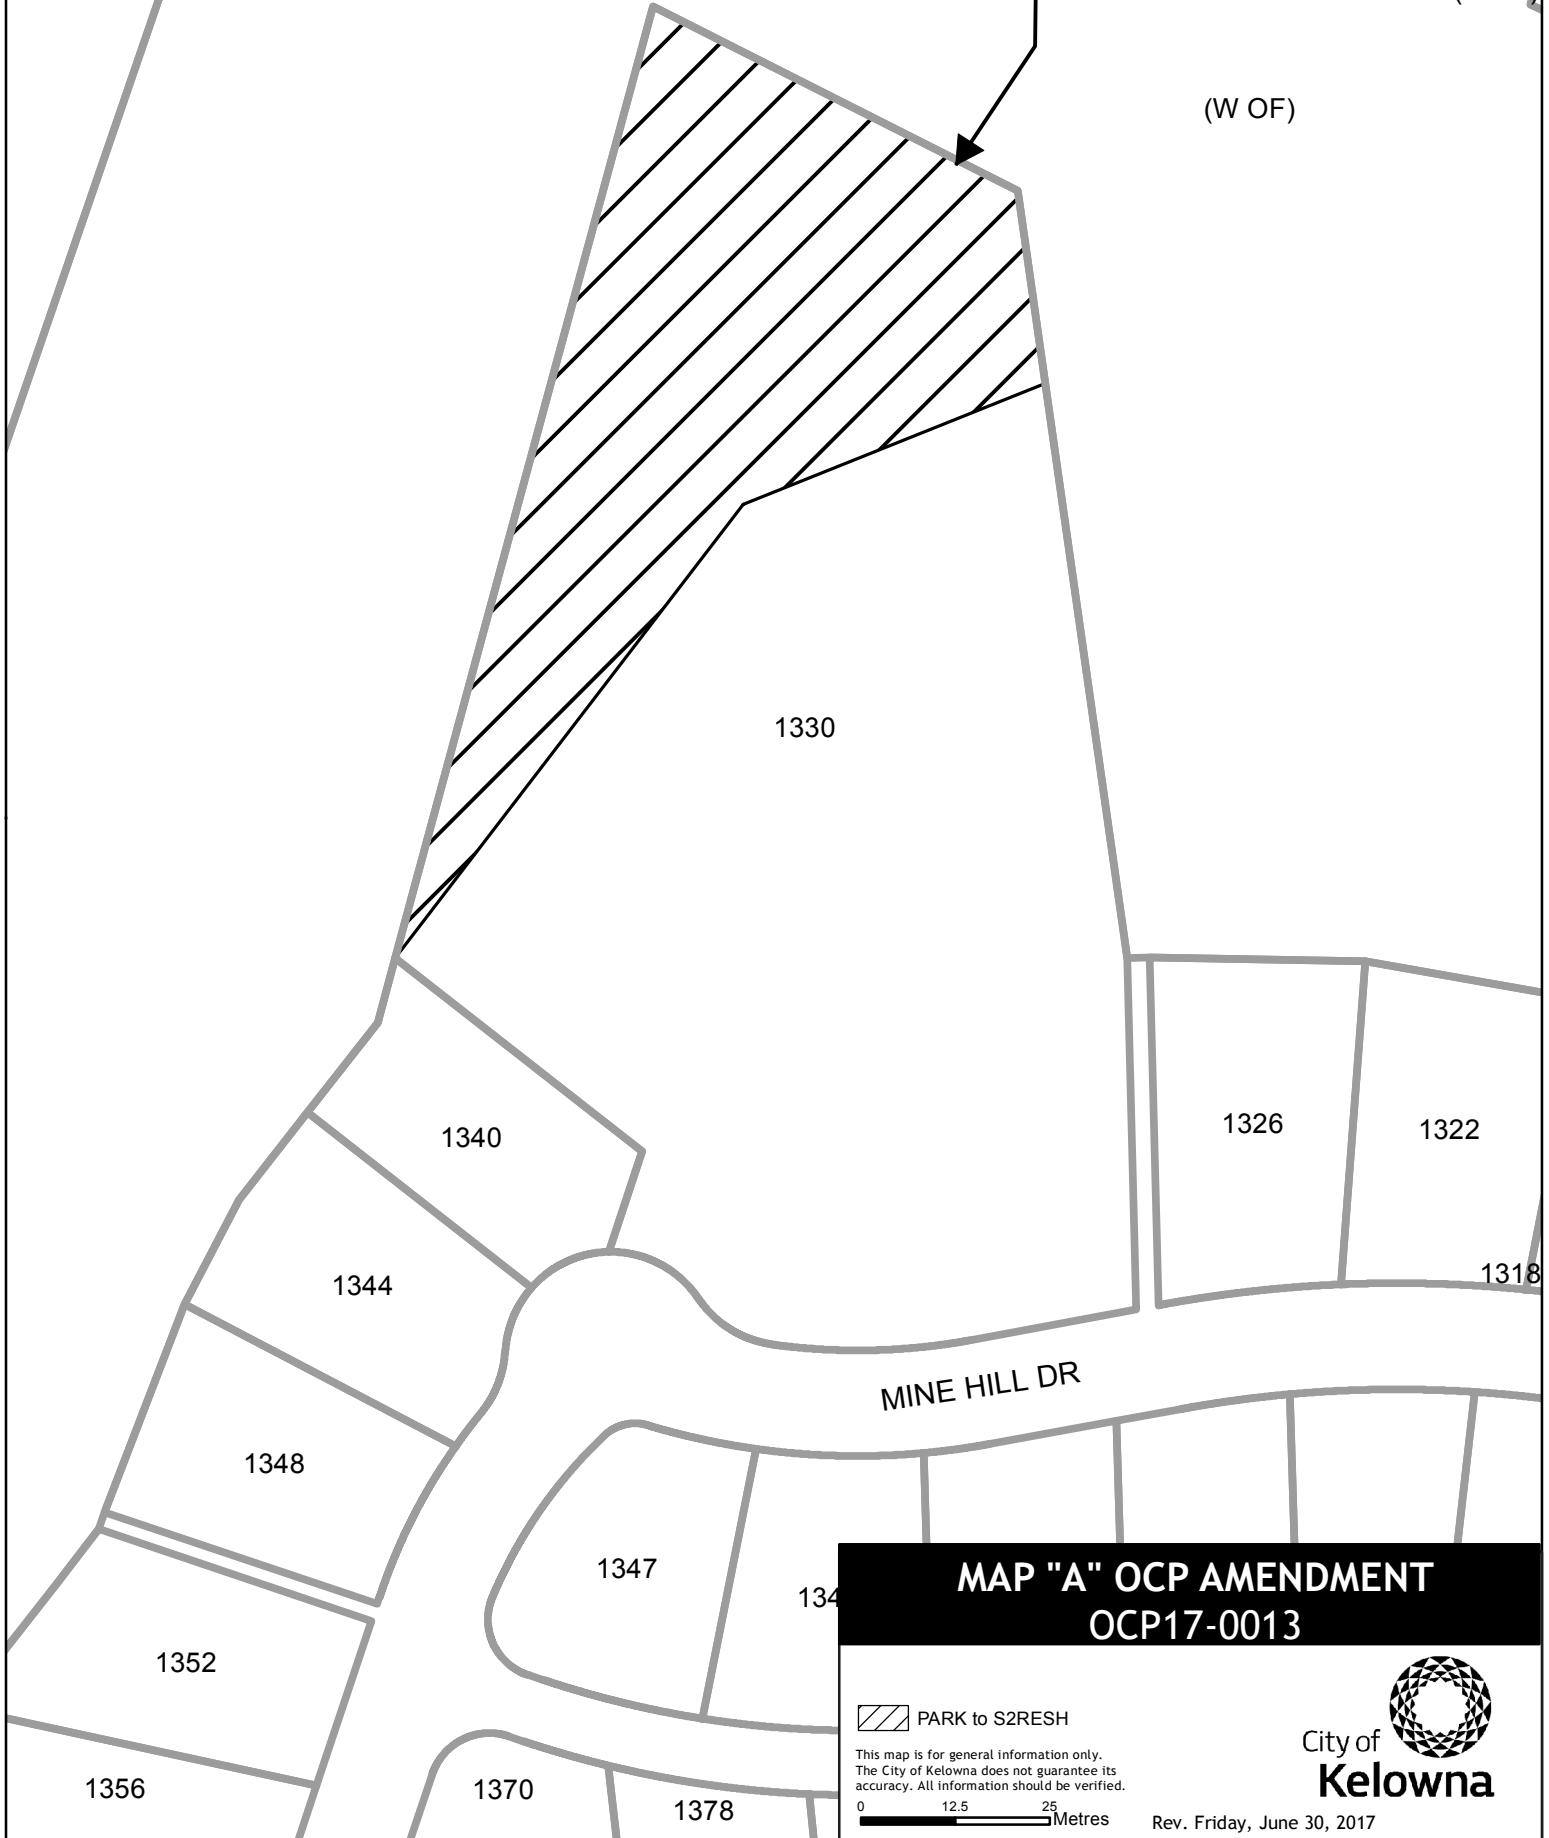 (W OF)
1330
1340
1326
1322
1344
1318
MINE HILL DR
1348
1347
134
1352
1356
1370
1378
MAP "A" OCP AMENDMENT
OCP17-0013
PARK to S2RESH
This map is for general information only.
The City of Kelowna does not guarantee its
accuracy. All information should be verified.
0 12.5 25
Metres
City of
Kelowna
Rev. Friday, June 30, 2017